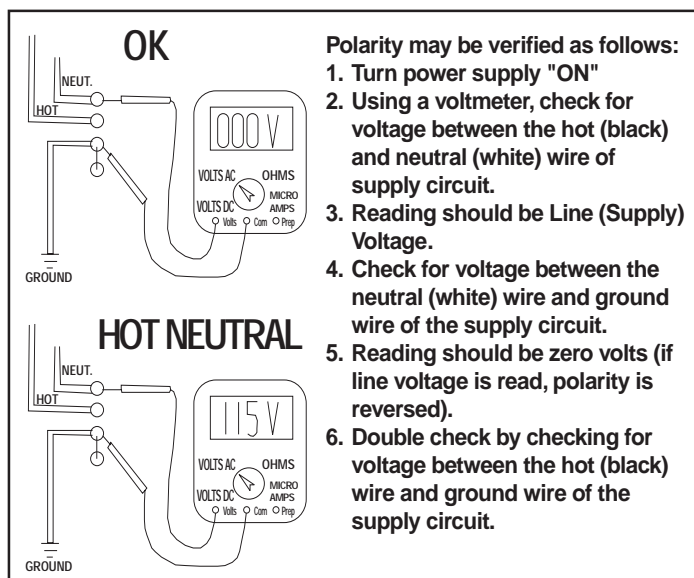 OK
NEUT.
HOT
000 V
VOLTS AC
OHMS
MICRO
AMPS
VOLTS DC
Volts
Com
Prep
GROUND
HOT NEUTRAL
NEUT.
HOT
115 V
VOLTS AC
OHMS
MICRO
AMPS
VOLTS DC
Volts
Com
Prep
GROUND
Polarity may be verified as follows:
1. Turn power supply "ON"
2. Using a voltmeter, check for
voltage between the hot (black)
and neutral (white) wire of
supply circuit.
3. Reading should be Line (Supply)
Voltage.
4. Check for voltage between the
neutral (white) wire and ground
wire of the supply circuit.
5. Reading should be zero volts (if
line voltage is read, polarity is
reversed).
6. Double check by checking for
voltage between the hot (black)
wire and ground wire of the
supply circuit.